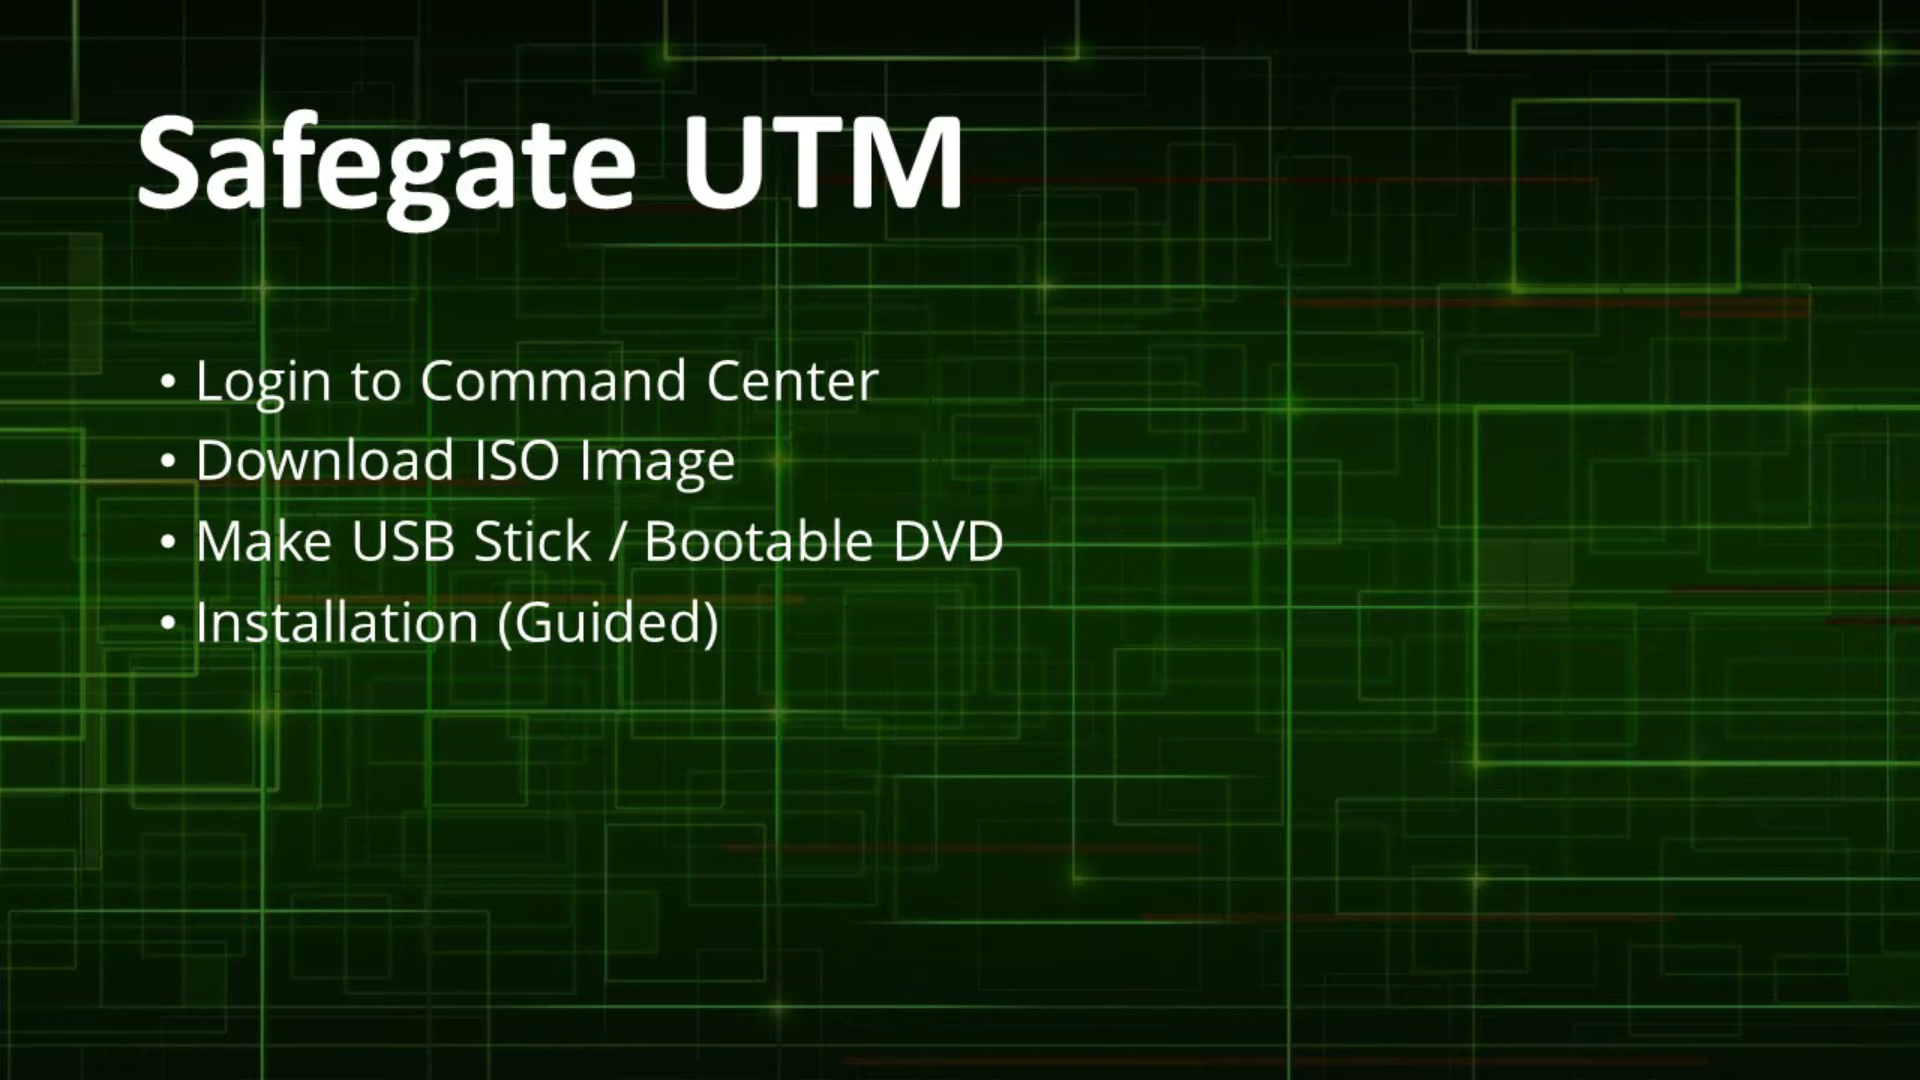 Safegate UTM
• Login to Command Center
• Download ISO Image
• Make USB Stick / Bootable DVD
• Installation (Guided)